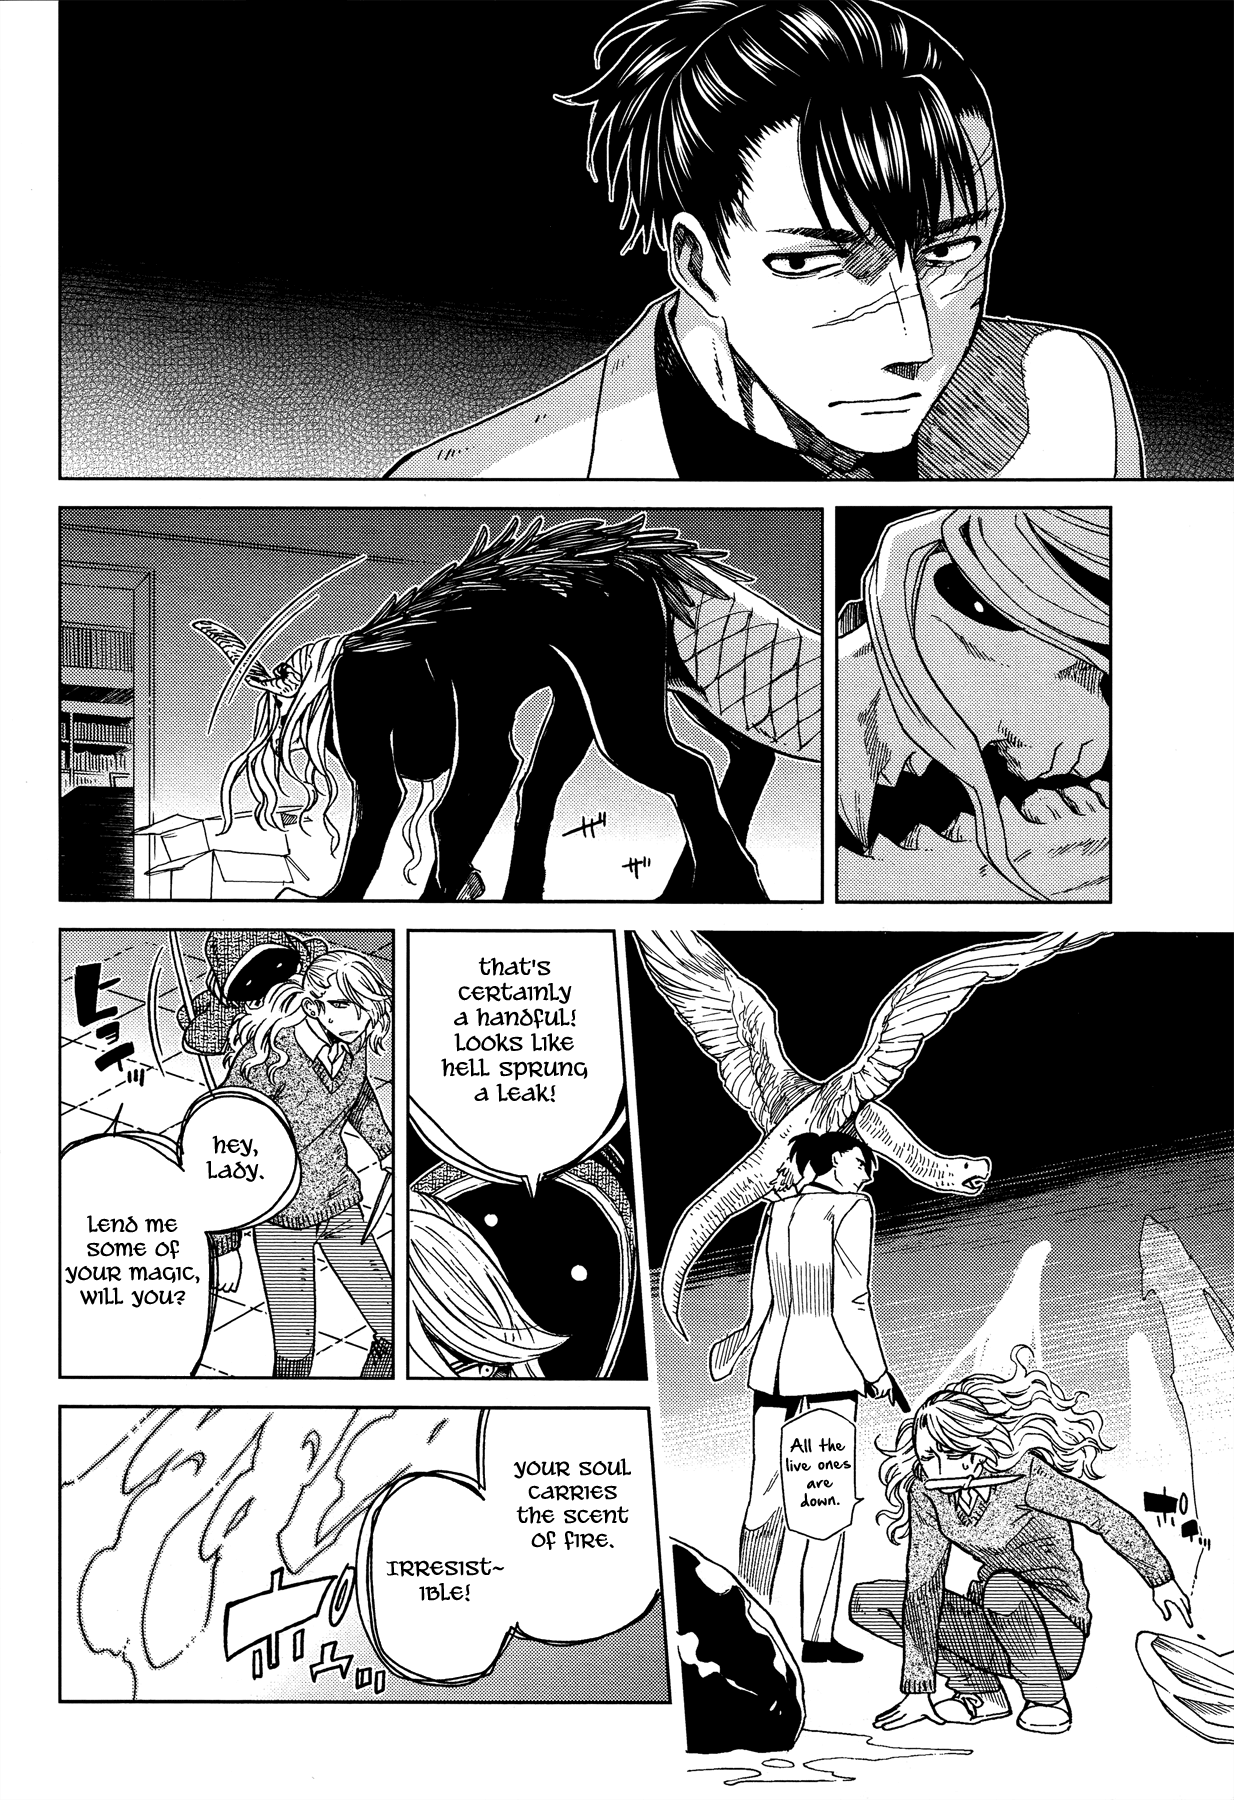 All the
live ones
are
down.
that's
certainly
a handful!
looks like
hell sprung
a leak!
hey,
lady.
lend me
some of
your magic,
will you?
your soul
carries
the scent
of fire.
irresist~
ible!